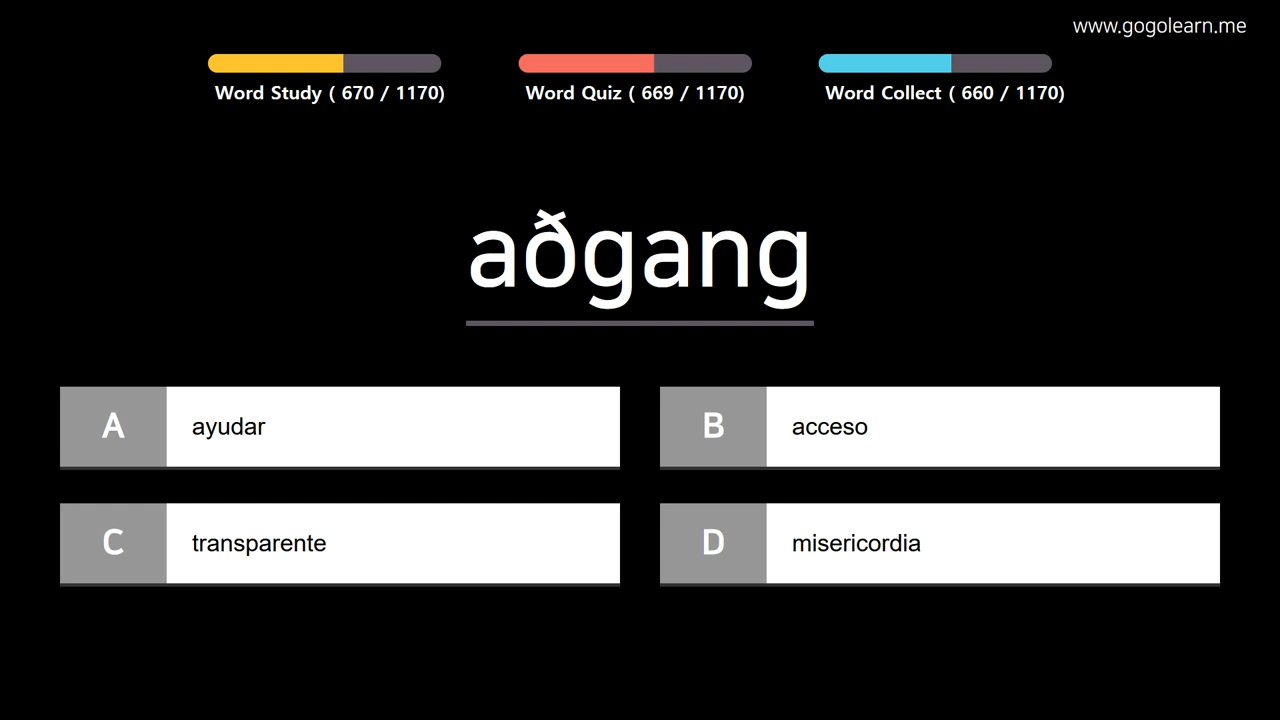 www.gogolearn.me
Word Study ( 670 / 1170)
Word Quiz ( 669 / 1170)
Word Collect ( 660 / 1170)
aðgang
A ayudar
B acceso
C transparente
D misericordia